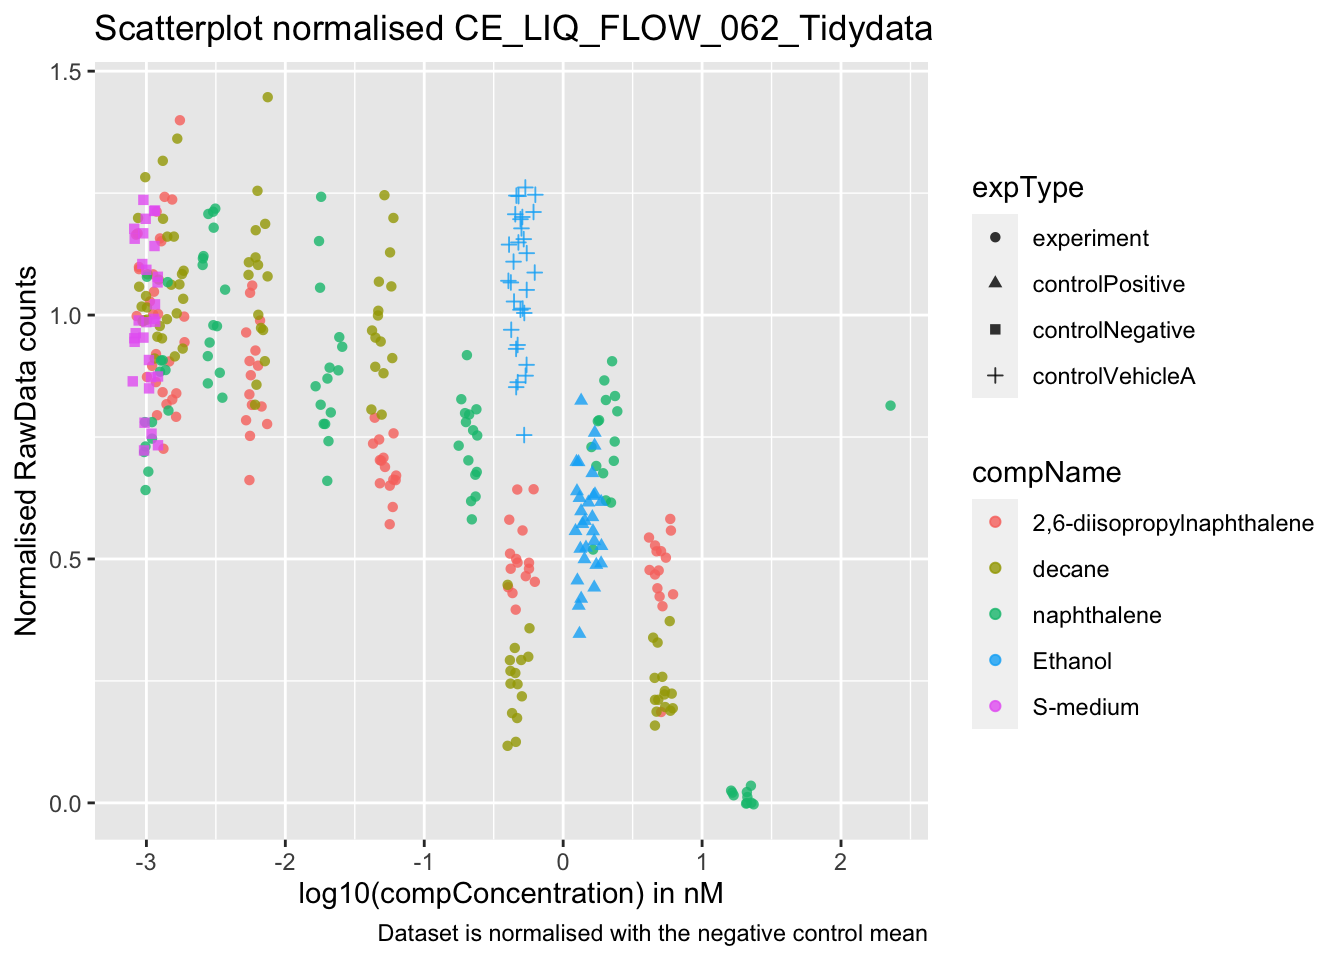 Scatterplot normalised CE_LIQ_FLOW_062_Tidydata
1.5
1.0
0.5
0.0
Normalised RawData counts
-3 -2 -1 0 1 2
log10(compConcentration) in nM
Dataset is normalised with the negative control mean
expType
experiment
controlPositive
controlNegative
controlVehicleA
compName
2,6-diisopropylnaphthalene
decane
naphthalene
Ethanol
S-medium